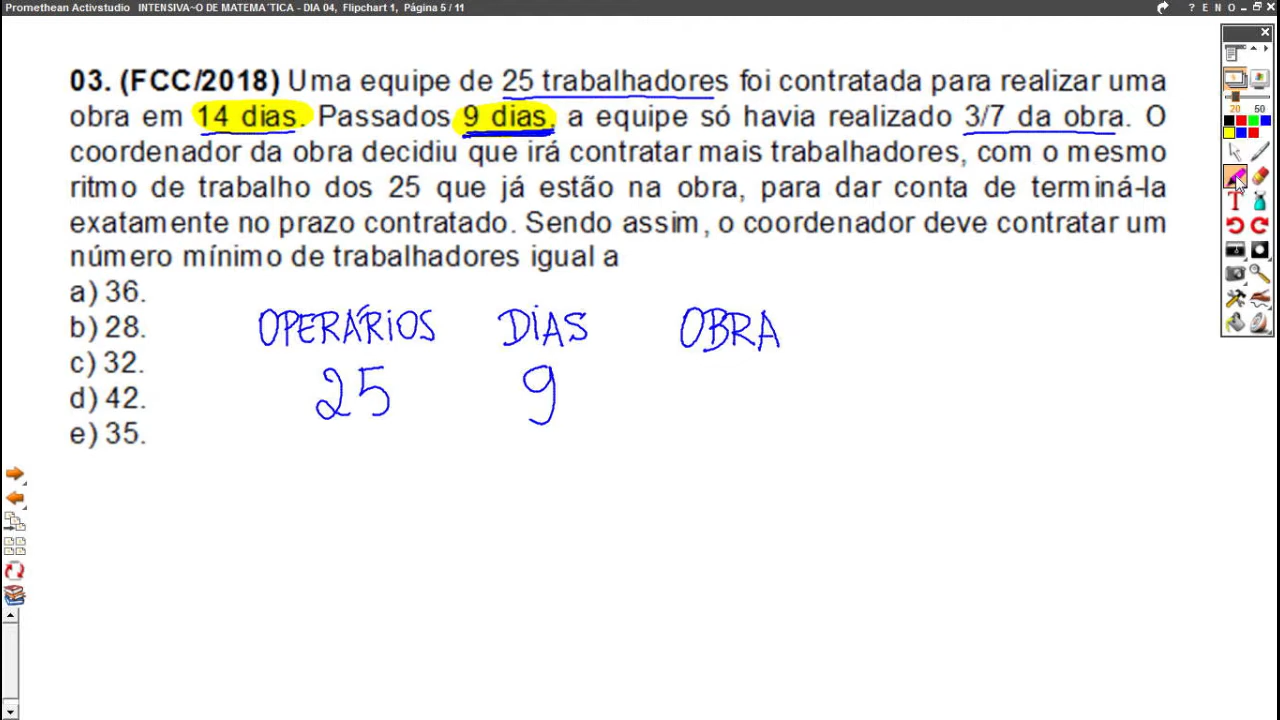 Promethean Activstudio INTENSIVA~O DE MATEMA´TICA - DIA 04, Flipchart 1, Página 5 / 11
? E N O
03. (FCC/2018) Uma equipe de 25 trabalhadores foi contratada para realizar uma
obra em 14 dias. Passados 9 dias, a equipe só havia realizado 3/7 da obra. O
coordenador da obra decidiu que irá contratar mais trabalhadores, com o mesmo
ritmo de trabalho dos 25 que já estão na obra, para dar conta de terminá-la
exatamente no prazo contratado. Sendo assim, o coordenador deve contratar um
número mínimo de trabalhadores igual a
a) 36.
b) 28.
c) 32.
d) 42.
e) 35.
OPERÁRIOS DIAS OBRA
25 9
20 50